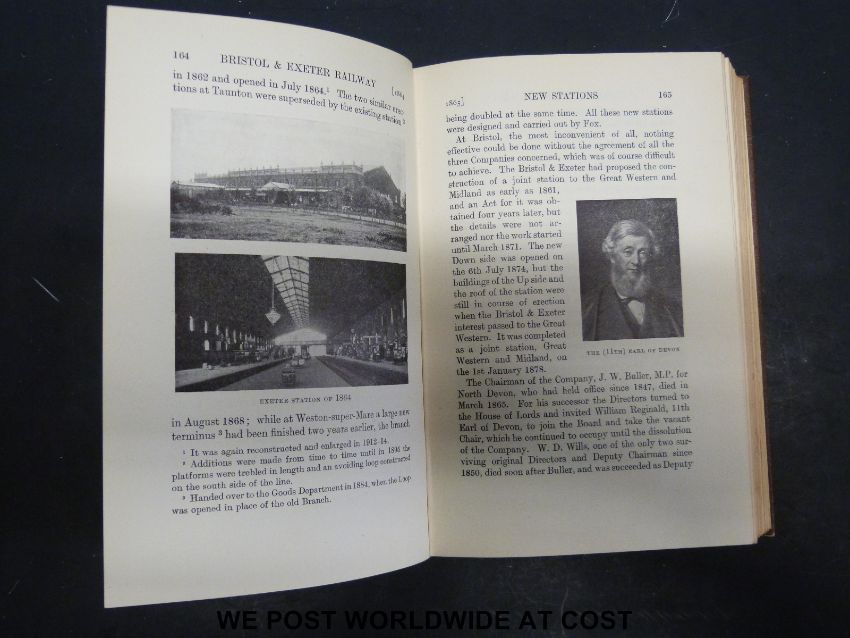 164 BRISTOL & EXETER RAILWAY [1864
in 1862 and opened in July 1864.¹ The two similar erec-
tions at Taunton were superseded by the existing station ²
EXETER STATION OF 1864
in August 1868; while at Weston-super-Mare a large new
terminus ³ had been finished two years earlier, the branch
¹ It was again reconstructed and enlarged in 1912-14.
² Additions were made from time to time until in 1895 the
platforms were trebled in length and an avoiding loop constructed
on the south side of the line.
³ Handed over to the Goods Department in 1884, when the Loop
was opened in place of the old Branch.
1865] NEW STATIONS 165
being doubled at the same time. All these new stations
were designed and carried out by Fox.
At Bristol, the most inconvenient of all, nothing
effective could be done without the agreement of all the
three Companies concerned, which was of course difficult
to achieve. The Bristol & Exeter had proposed the con-
struction of a joint station to the Great Western and
Midland as early as 1861,
and an Act for it was ob-
tained four years later, but
the details were not ar-
ranged nor the work started
until March 1871. The new
Down side was opened on
the 6th July 1874, but the
buildings of the Up side and
the roof of the station were
still in course of erection
when the Bristol & Exeter
interest passed to the Great
Western. It was completed
as a joint station, Great
Western and Midland, on
the 1st January 1878.
THE (11TH) EARL OF DEVON
The Chairman of the Company, J. W. Buller, M.P. for
North Devon, who had held office since 1847, died in
March 1865. For his successor the Directors turned to
the House of Lords and invited William Reginald, 11th
Earl of Devon, to join the Board and take the vacant
Chair, which he continued to occupy until the dissolution
of the Company. W. D. Wills, one of the only two sur-
viving original Directors and Deputy Chairman since
1850, died soon after Buller, and was succeeded as Deputy
WE POST WORLDWIDE AT COST